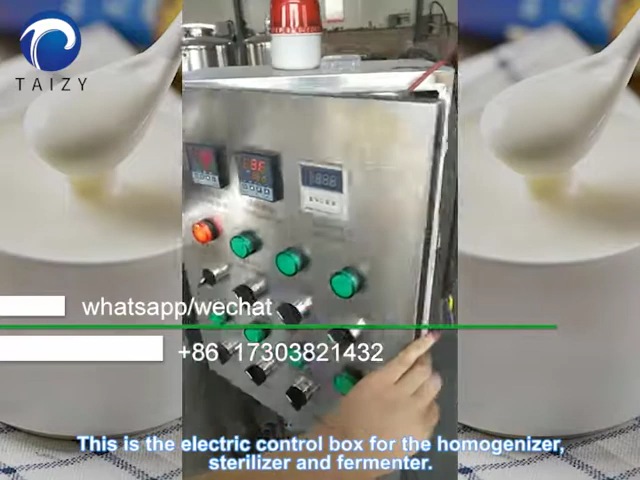 TAIZY
whatsapp/wechat
+86 17303821432
This is the electric control box for the homogenizer,
sterilizer and fermenter.